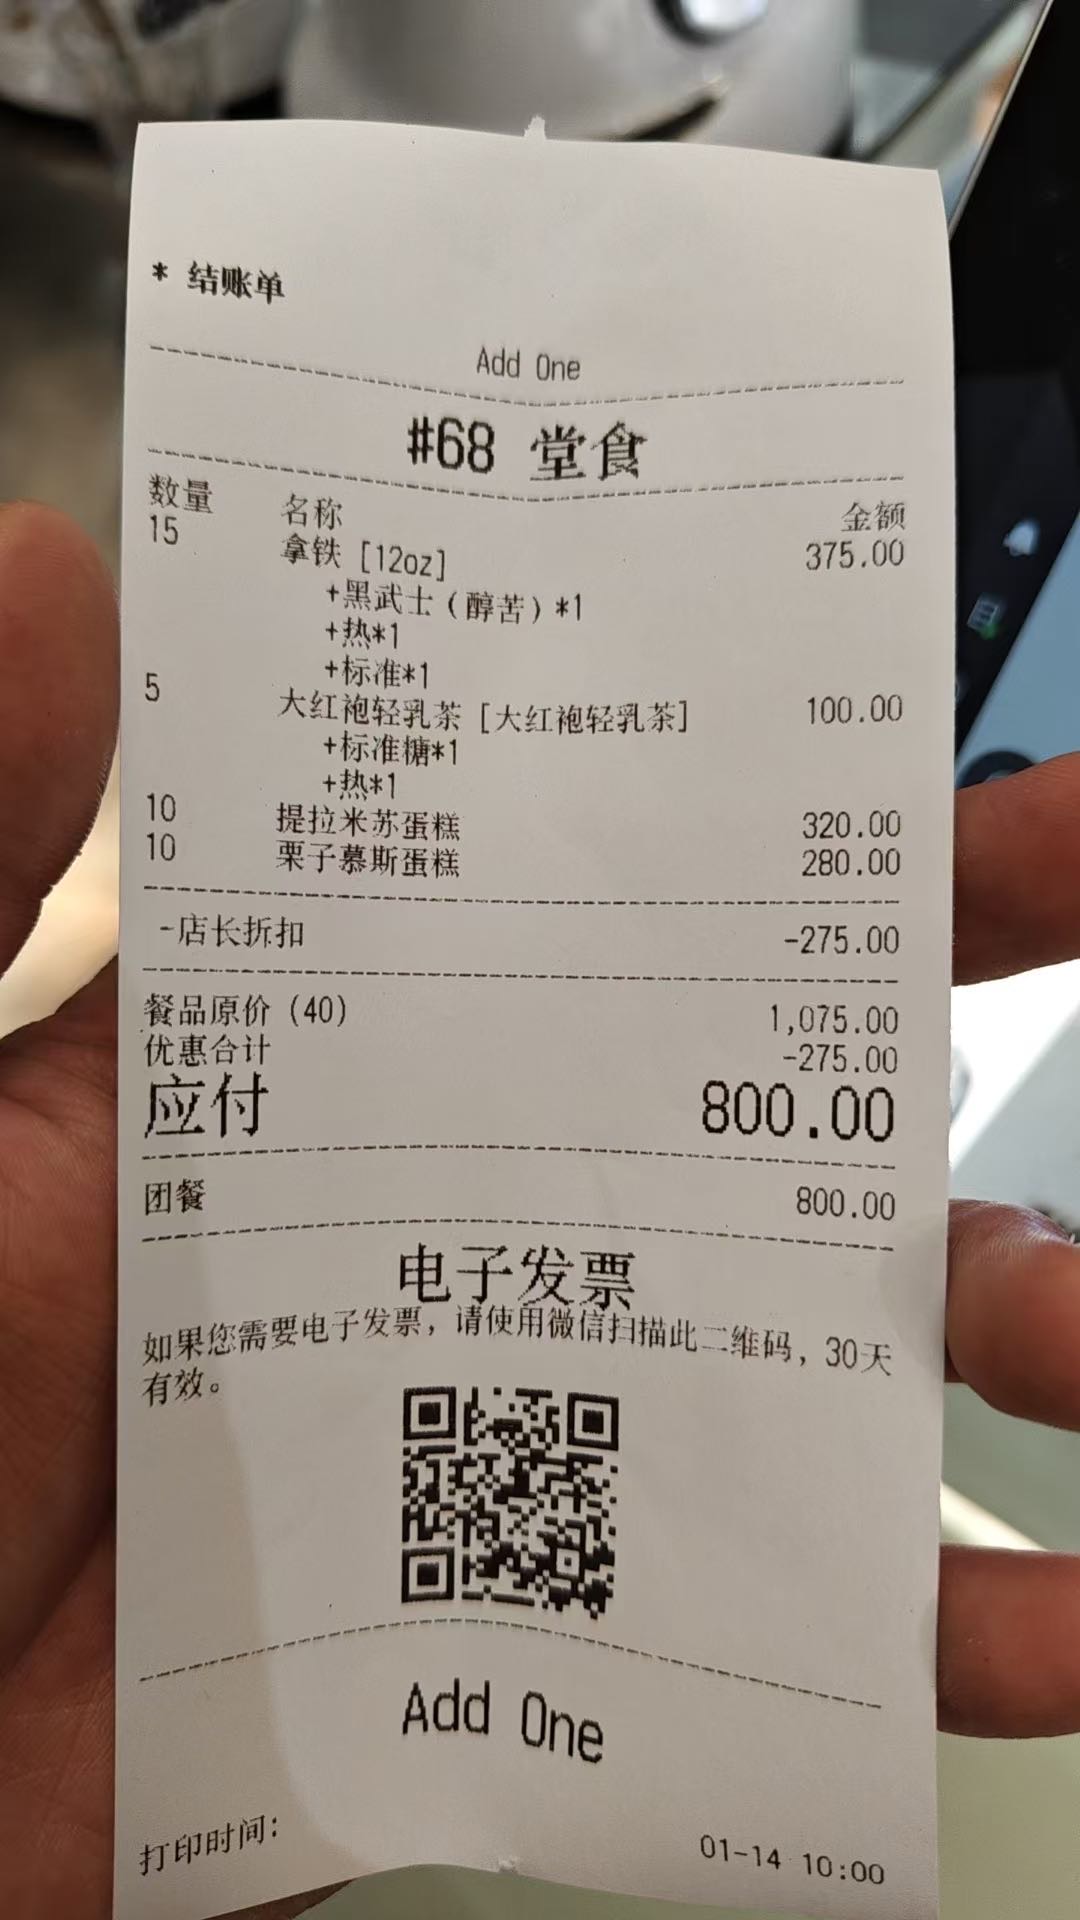 * 结账单
Add One
#68 堂食
数量 名称 金额
15 拿铁 [12oz] 375.00
+黑武士（醇苦）*1
+热*1
+标准*1
5 大红袍轻乳茶 [大红袍轻乳茶] 100.00
+标准糖*1
+热*1
10 提拉米苏蛋糕 320.00
10 栗子慕斯蛋糕 280.00
-店长折扣 -275.00
餐品原价 (40) 1,075.00
优惠合计 -275.00
应付 800.00
团餐 800.00
电子发票
如果您需要电子发票，请使用微信扫描此二维码，30天
有效。
Add One
打印时间: 01-14 10:00